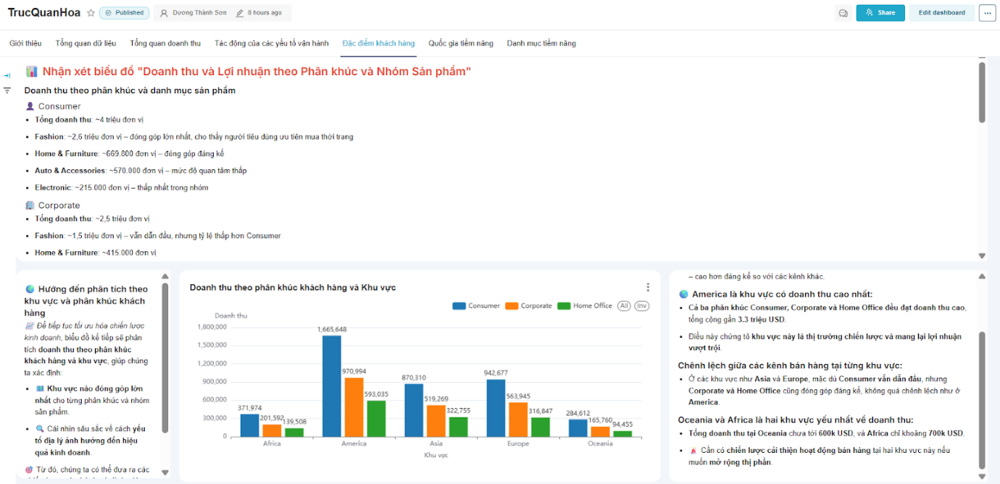 TrucQuanHoa
Published
Dương Thành Sơn
8 hours ago
Share
Edit dashboard
Giới thiệu
Tổng quan dữ liệu
Tổng quan doanh thu
Tác động của các yếu tố vận hành
Đặc điểm khách hàng
Quốc gia tiềm năng
Danh mục tiềm năng
Nhận xét biểu đồ "Doanh thu và Lợi nhuận theo Phân khúc và Nhóm Sản phẩm"
Doanh thu theo phân khúc và danh mục sản phẩm
Consumer
• Tổng doanh thu: ~4 triệu đơn vị
• Fashion: ~2,6 triệu đơn vị – đóng góp lớn nhất, cho thấy người tiêu dùng ưu tiên mua thời trang
• Home & Furniture: ~669.800 đơn vị – đóng góp đáng kể
• Auto & Accessories: ~570.000 đơn vị – mức độ quan tâm thấp
• Electronic: ~215.000 đơn vị – thấp nhất trong nhóm
Corporate
• Tổng doanh thu: ~2,5 triệu đơn vị
• Fashion: ~1,5 triệu đơn vị – vẫn dẫn đầu, nhưng tỷ lệ thấp hơn Consumer
• Home & Furniture: ~415.000 đơn vị
Hướng đến phân tích theo
khu vực và phân khúc khách
hàng
Để tiếp tục tối ưu hóa chiến lược
kinh doanh, biểu đồ kế tiếp sẽ phân
tích doanh thu theo phân khúc
khách hàng và khu vực, giúp chúng
ta xác định:
• Khu vực nào đóng góp lớn
nhất cho từng phân khúc và nhóm
sản phẩm.
• Cái nhìn sâu sắc về cách yếu
tố địa lý ảnh hưởng đến hiệu
quả kinh doanh.
Từ đó, chúng ta có thể đưa ra các
Doanh thu theo phân khúc khách hàng và Khu vực
Consumer
Corporate
Home Office
All
Inv
Doanh thu
1,800,000
1,500,000
1,200,000
900,000
600,000
300,000
0
371,974
201,592
139,508
1,665,648
970,994
593,035
870,310
519,269
322,755
942,677
563,945
316,847
284,612
165,760
94,455
Africa
America
Asia
Europe
Oceania
Khu vực
– cao hơn đáng kể so với các kênh khác.
America là khu vực có doanh thu cao nhất:
• Cả ba phân khúc Consumer, Corporate và Home Office đều đạt doanh thu cao,
tổng cộng gần 3.3 triệu USD.
• Điều này chứng tỏ khu vực này là thị trường chiến lược và mang lại lợi nhuận
vượt trội.
Chênh lệch giữa các kênh bán hàng tại từng khu vực:
• Ở các khu vực như Asia và Europe, mặc dù Consumer vẫn dẫn đầu, nhưng
Corporate và Home Office cũng đóng góp đáng kể, không quá chênh lệch như ở
America.
Oceania và Africa là hai khu vực yếu nhất về doanh thu:
• Tổng doanh thu tại Oceania chưa tới 600k USD, và Africa chỉ khoảng 700k USD.
• Cần có chiến lược cải thiện hoạt động bán hàng tại hai khu vực này nếu
muốn mở rộng thị phần.